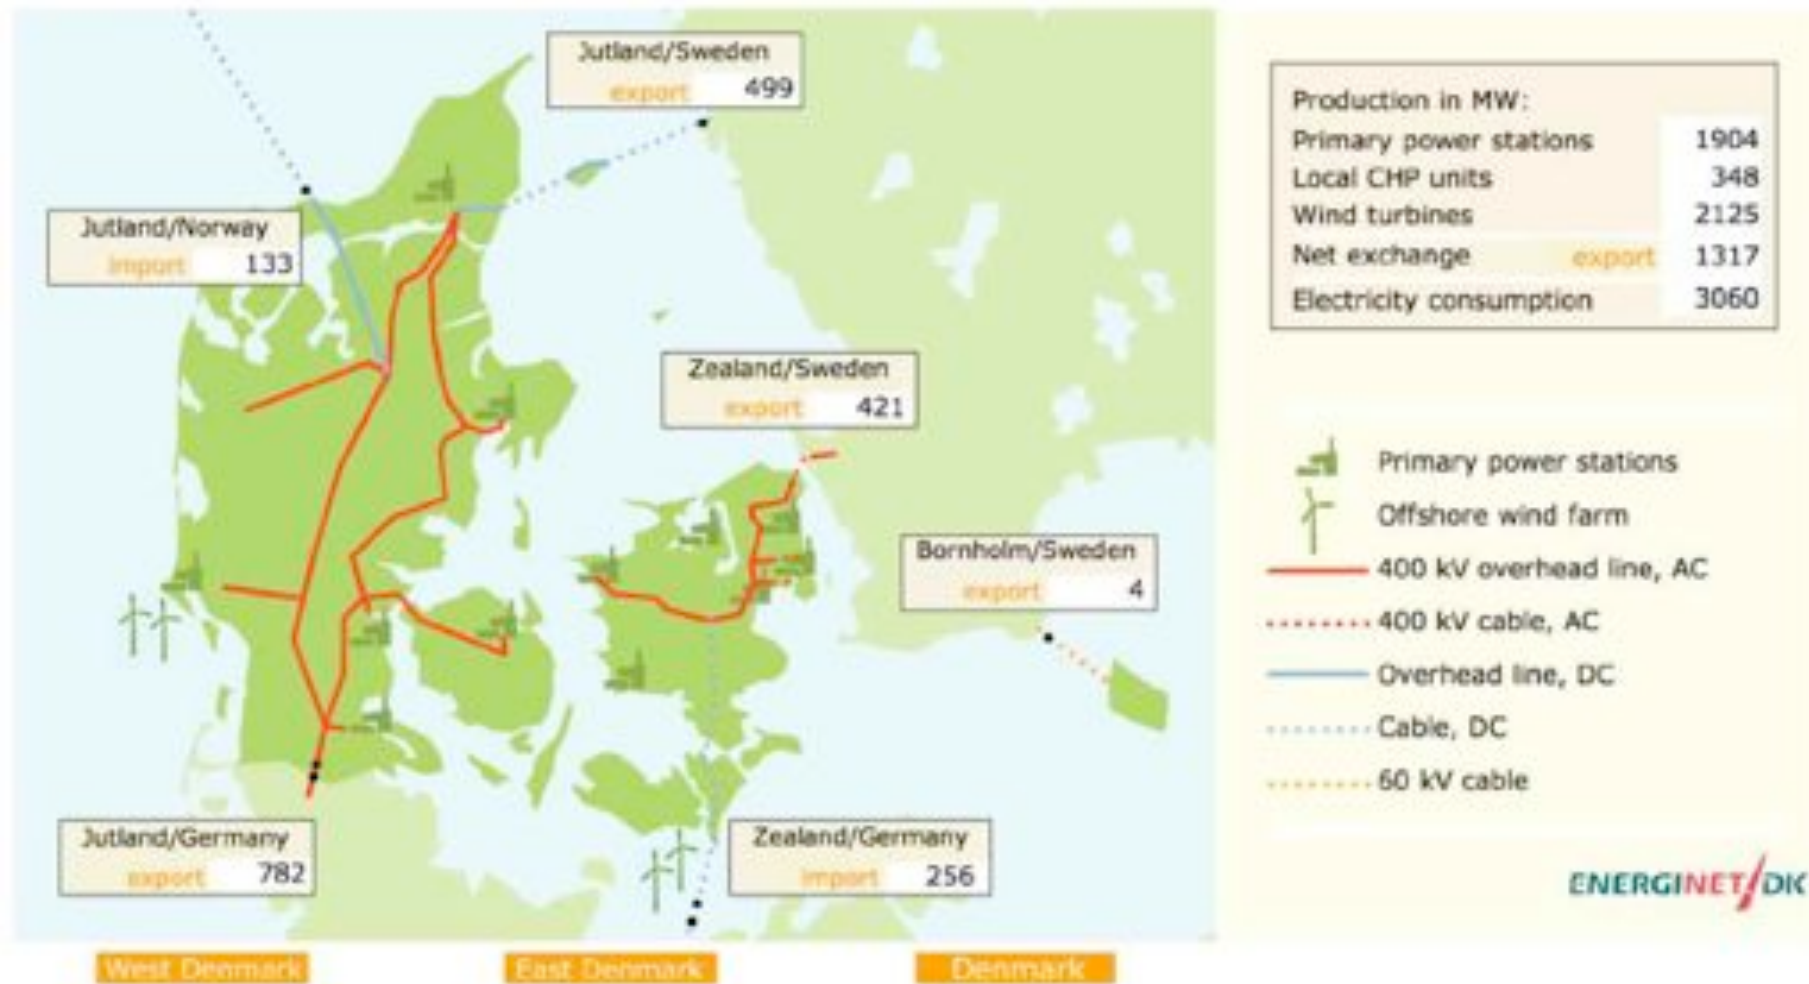 Jutland/Sweden
export 499
Jutland/Norway
import 133
Zealand/Sweden
export 421
Bornholm/Sweden
export 4
Jutland/Germany
export 782
Zealand/Germany
import 256
West Denmark
East Denmark
Denmark
Production in MW:
Primary power stations 1904
Local CHP units 348
Wind turbines 2125
Net exchange export 1317
Electricity consumption 3060
Primary power stations
Offshore wind farm
400 kV overhead line, AC
400 kV cable, AC
Overhead line, DC
Cable, DC
60 kV cable
ENERGINET/DK